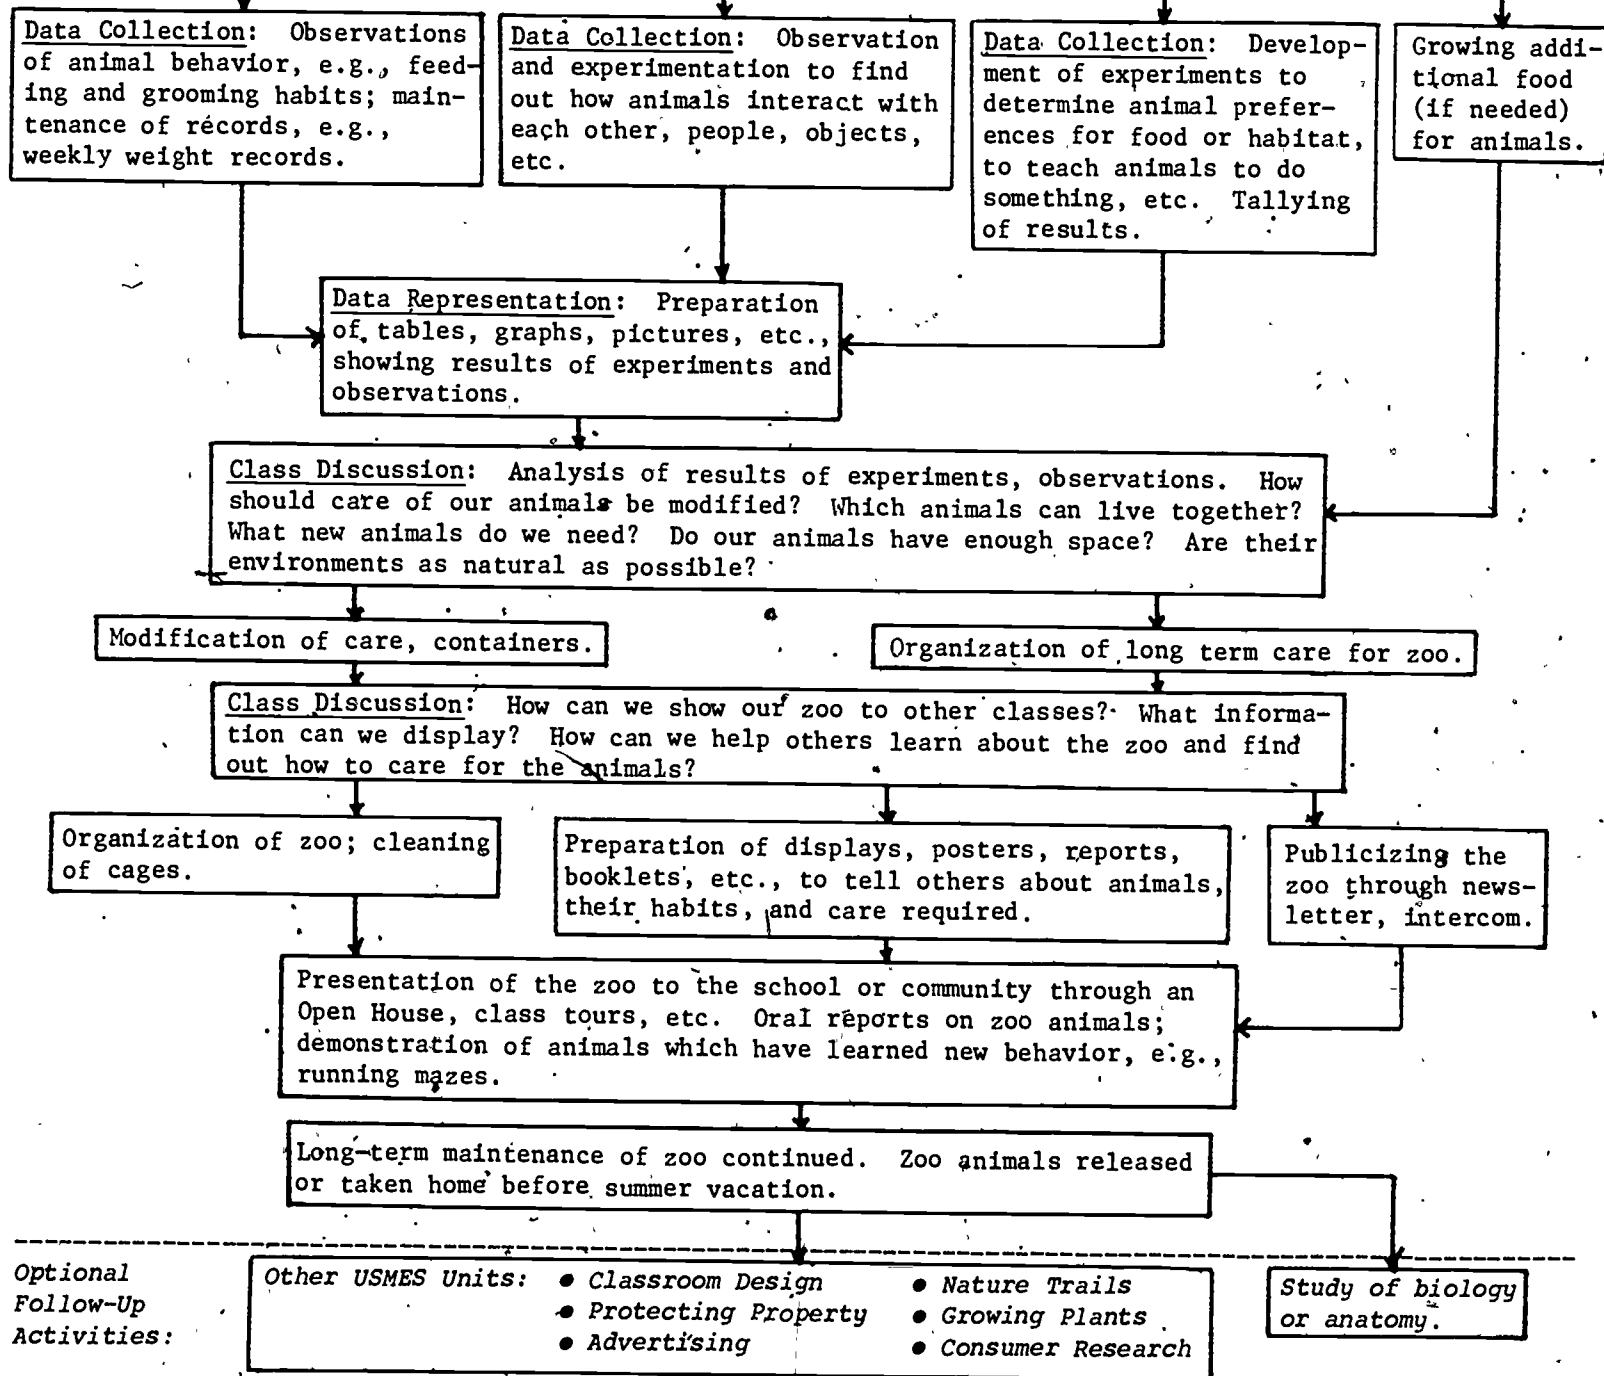 Data Collection: Observations
of animal behavior, e.g., feed-
ing and grooming habits; main-
tenance of records, e.g.,
weekly weight records.
Data Collection: Observation
and experimentation to find
out how animals interact with
each other, people, objects,
etc.
Data Collection: Develop-
ment of experiments to
determine animal prefer-
ences for food or habitat,
to teach animals to do
something, etc. Tallying
of results.
Growing addi-
tional food
(if needed)
for animals.
Data Representation: Preparation
of tables, graphs, pictures, etc.,
showing results of experiments and
observations.
Class Discussion: Analysis of results of experiments, observations. How
should care of our animals be modified? Which animals can live together?
What new animals do we need? Do our animals have enough space? Are their
environments as natural as possible?
Modification of care, containers.
Organization of long term care for zoo.
Class Discussion: How can we show our zoo to other classes? What informa-
tion can we display? How can we help others learn about the zoo and find
out how to care for the animals?
Organization of zoo; cleaning
of cages.
Preparation of displays, posters, reports,
booklets, etc., to tell others about animals,
their habits, and care required.
Publicizing the
zoo through news-
letter, intercom.
Presentation of the zoo to the school or community through an
Open House, class tours, etc. Oral reports on zoo animals;
demonstration of animals which have learned new behavior, e.g.,
running mazes.
Long-term maintenance of zoo continued. Zoo animals released
or taken home before summer vacation.
Optional
Follow-Up
Activities:
Other USMES Units: ● Classroom Design ● Nature Trails
● Protecting Property ● Growing Plants
● Advertising ● Consumer Research
Study of biology
or anatomy.